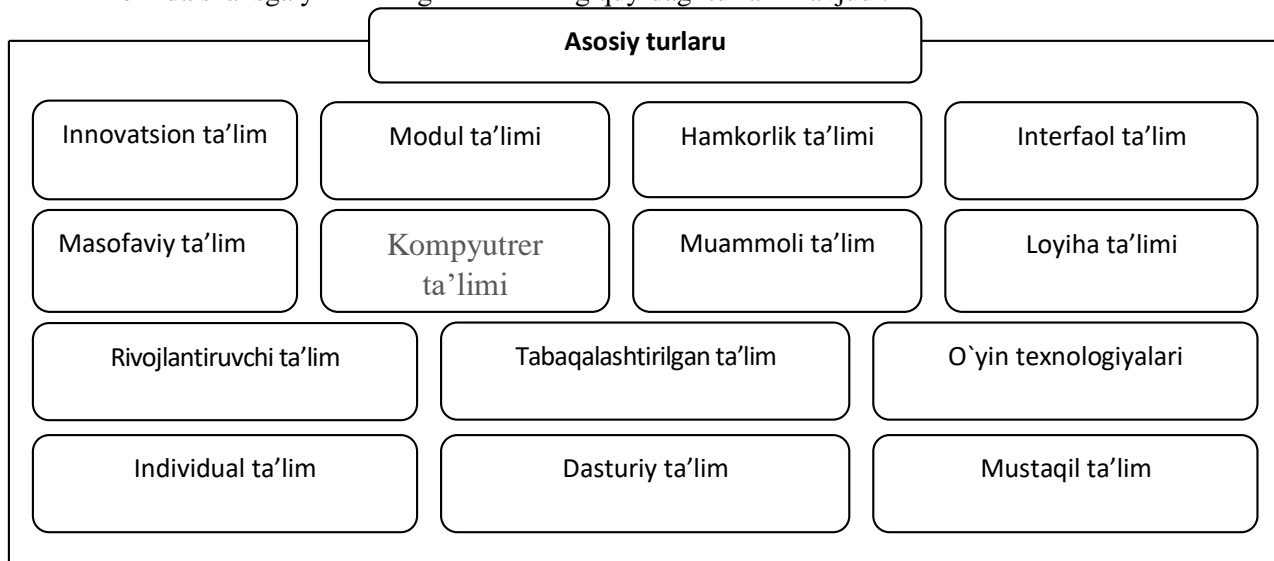 Asosiy turlaru
Innovatsion ta’lim
Modul ta’limi
Hamkorlik ta’limi
Interfaol ta’lim
Masofaviy ta’lim
Kompyutrer
ta’limi
Muammoli ta’lim
Loyiha ta’limi
Rivojlantiruvchi ta’lim
Tabaqalashtirilgan ta’lim
O`yin texnologiyalari
Individual ta’lim
Dasturiy ta’lim
Mustaqil ta’lim